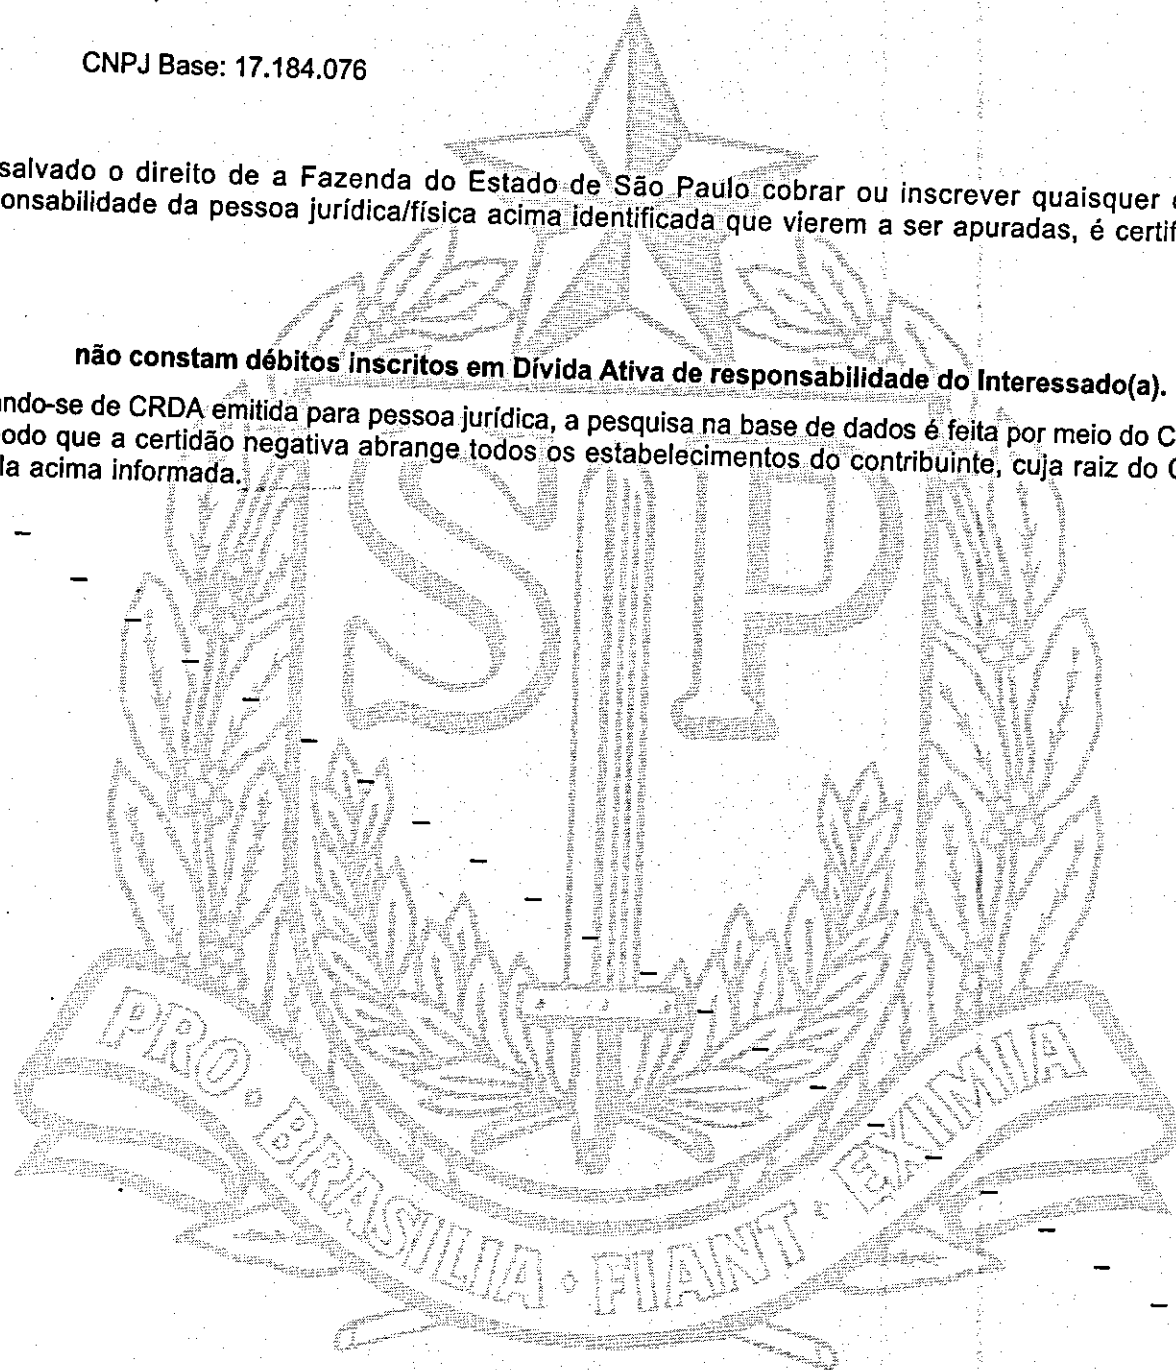 CNPJ Base: 17.184.076
salvado o direito de a Fazenda do Estado de São Paulo cobrar ou inscrever quaisquer
onsabilidade da pessoa jurídica/física acima identificada que vierem a ser apuradas, é certif
não constam débitos inscritos em Dívida Ativa de responsabilidade do Interessado(a).
ando-se de CRDA emitida para pessoa jurídica, a pesquisa na base de dados é feita por meio do C
odo que a certidão negativa abrange todos os estabelecimentos do contribuinte, cuja raiz do
la acima informada.
SP
PRO · BRASILIA · FIANT · EXIMIA